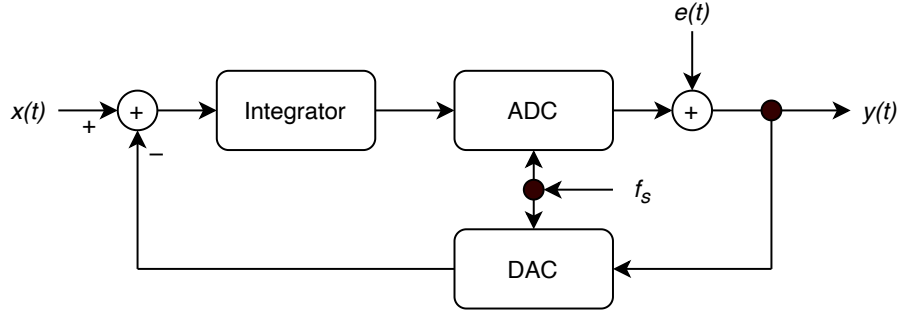 e(t)
x(t)
+
+
Integrator
ADC
+
y(t)
−
f_s
DAC